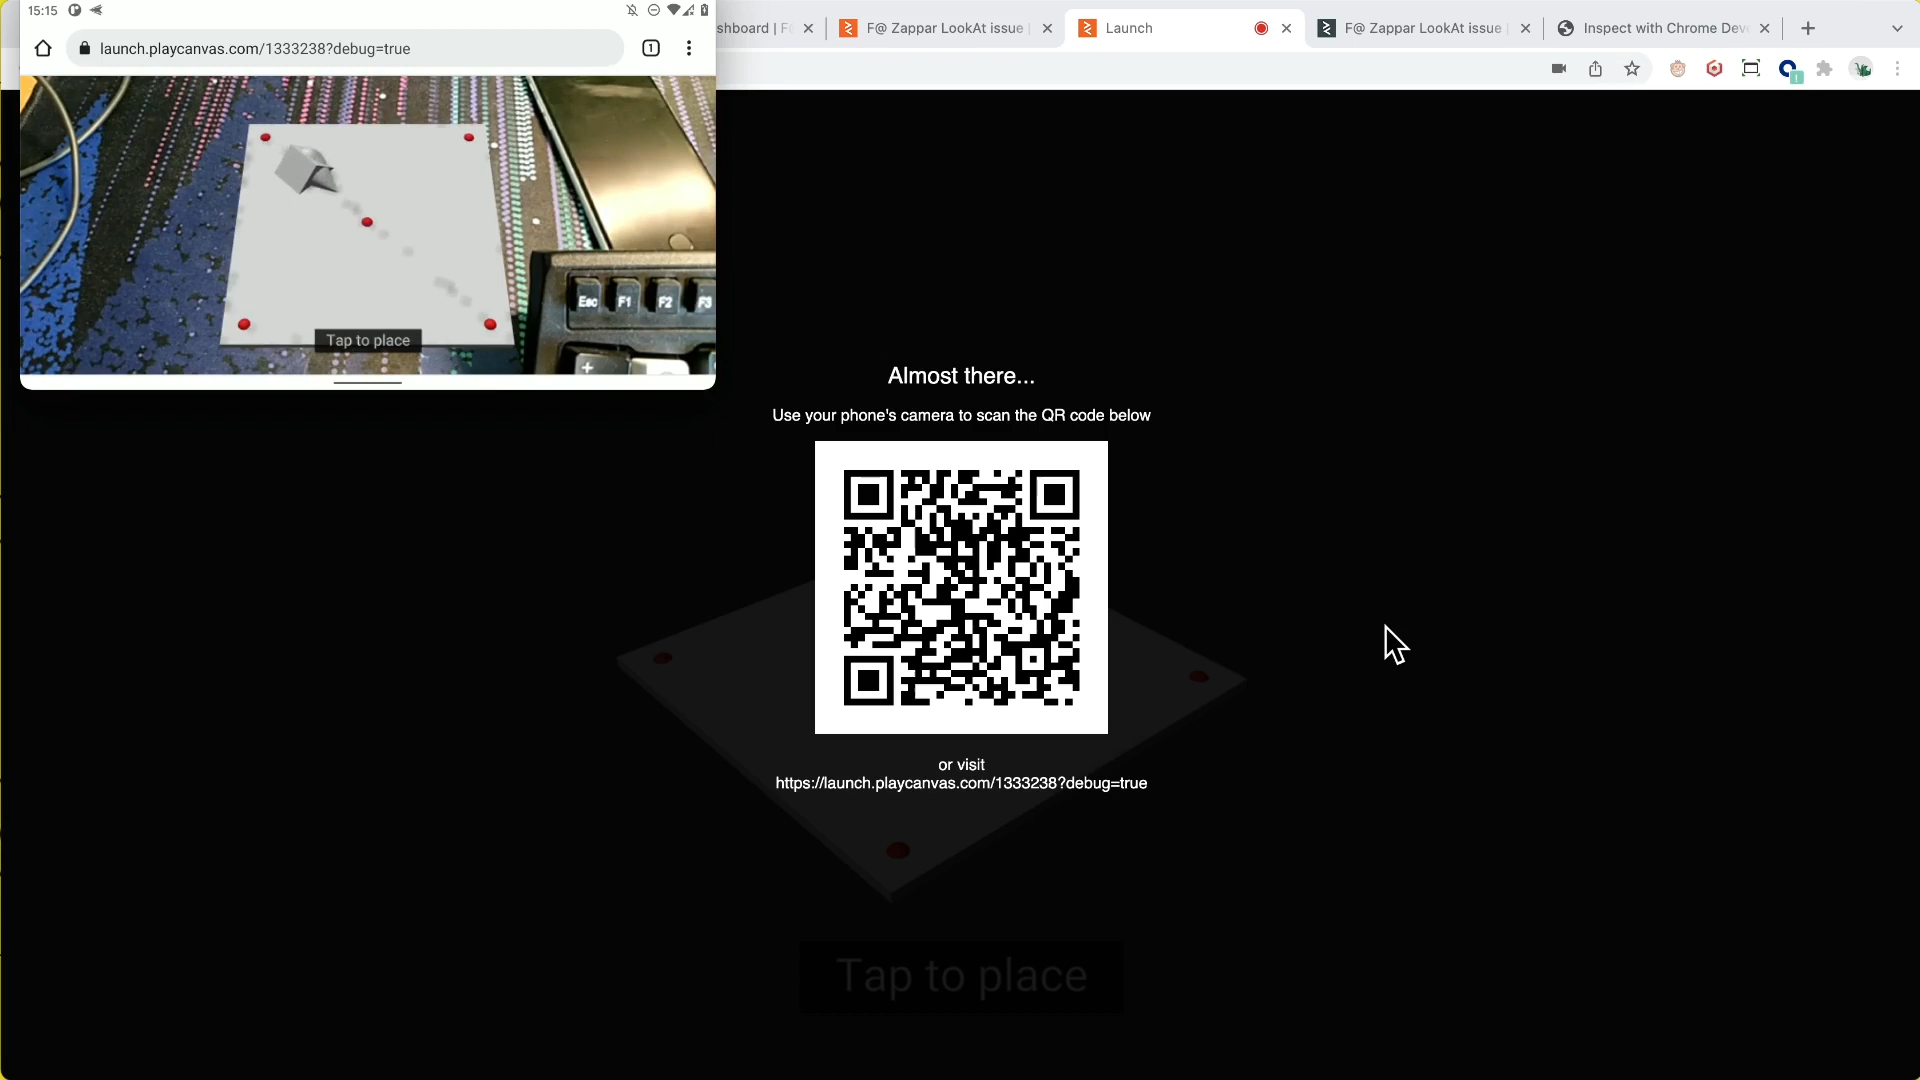 15:15
launch.playcanvas.com/1333238?debug=true
1
shboard | F@
F@ Zappar LookAt issue |
Launch
F@ Zappar LookAt issue |
Inspect with Chrome Dev
Esc F1 F2 F3
+
Tap to place
Almost there...
Use your phone's camera to scan the QR code below
or visit
https://launch.playcanvas.com/1333238?debug=true
Tap to place